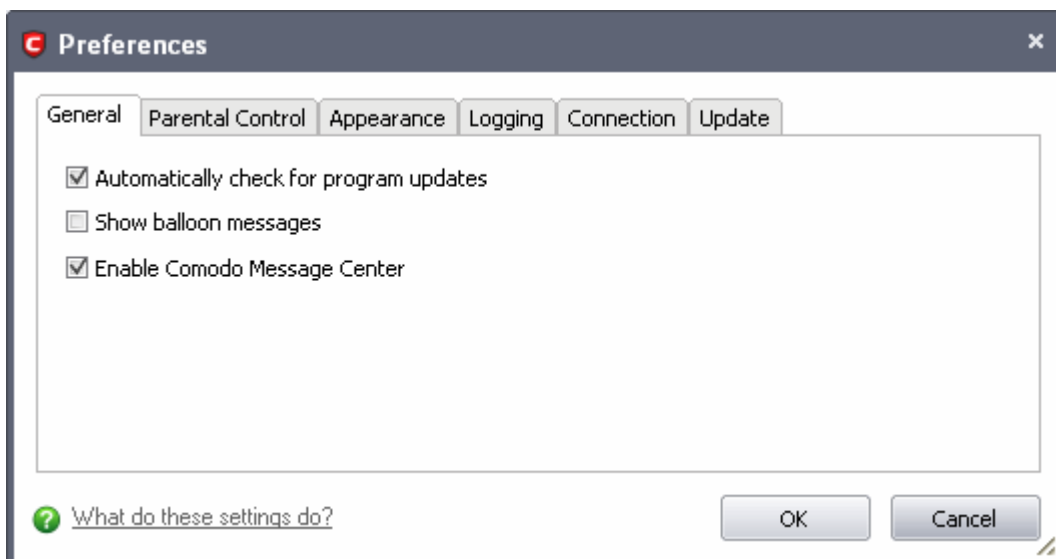 Preferences
General Parental Control Appearance Logging Connection Update
Automatically check for program updates
Show balloon messages
Enable Comodo Message Center
What do these settings do?
OK Cancel